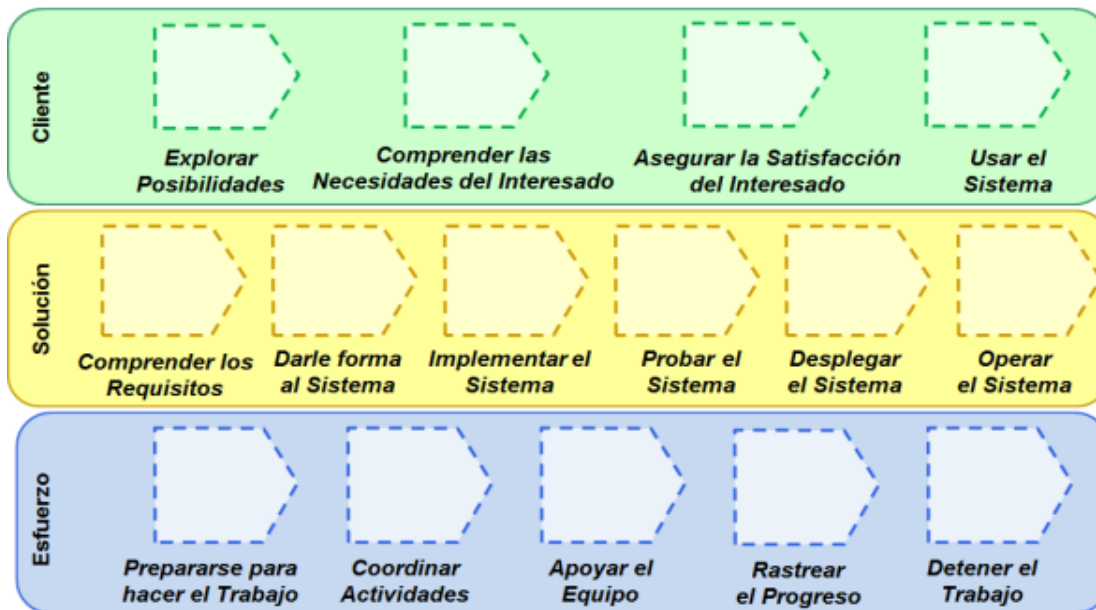 Cliente
Explorar
Posibilidades
Comprender las
Necesidades del Interesado
Asegurar la Satisfacción
del Interesado
Usar el
Sistema
Solución
Comprender los
Requisitos
Darle forma
al Sistema
Implementar el
Sistema
Probar el
Sistema
Desplegar
el Sistema
Operar
el Sistema
Esfuerzo
Prepararse para
hacer el Trabajo
Coordinar
Actividades
Apoyar el
Equipo
Rastrear
el Progreso
Detener el
Trabajo